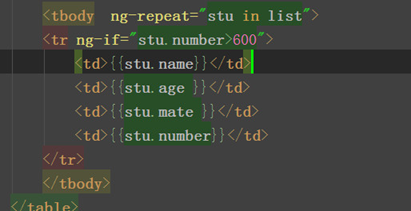 <tbody  ng-repeat="stu in list">
<tr ng-if="stu.number>600">
<td>{{stu.name}}</td>
<td>{{stu.age }}</td>
<td>{{stu.mate }}</td>
<td>{{stu.number}}</td>
</tr>
</tbody>
</table>